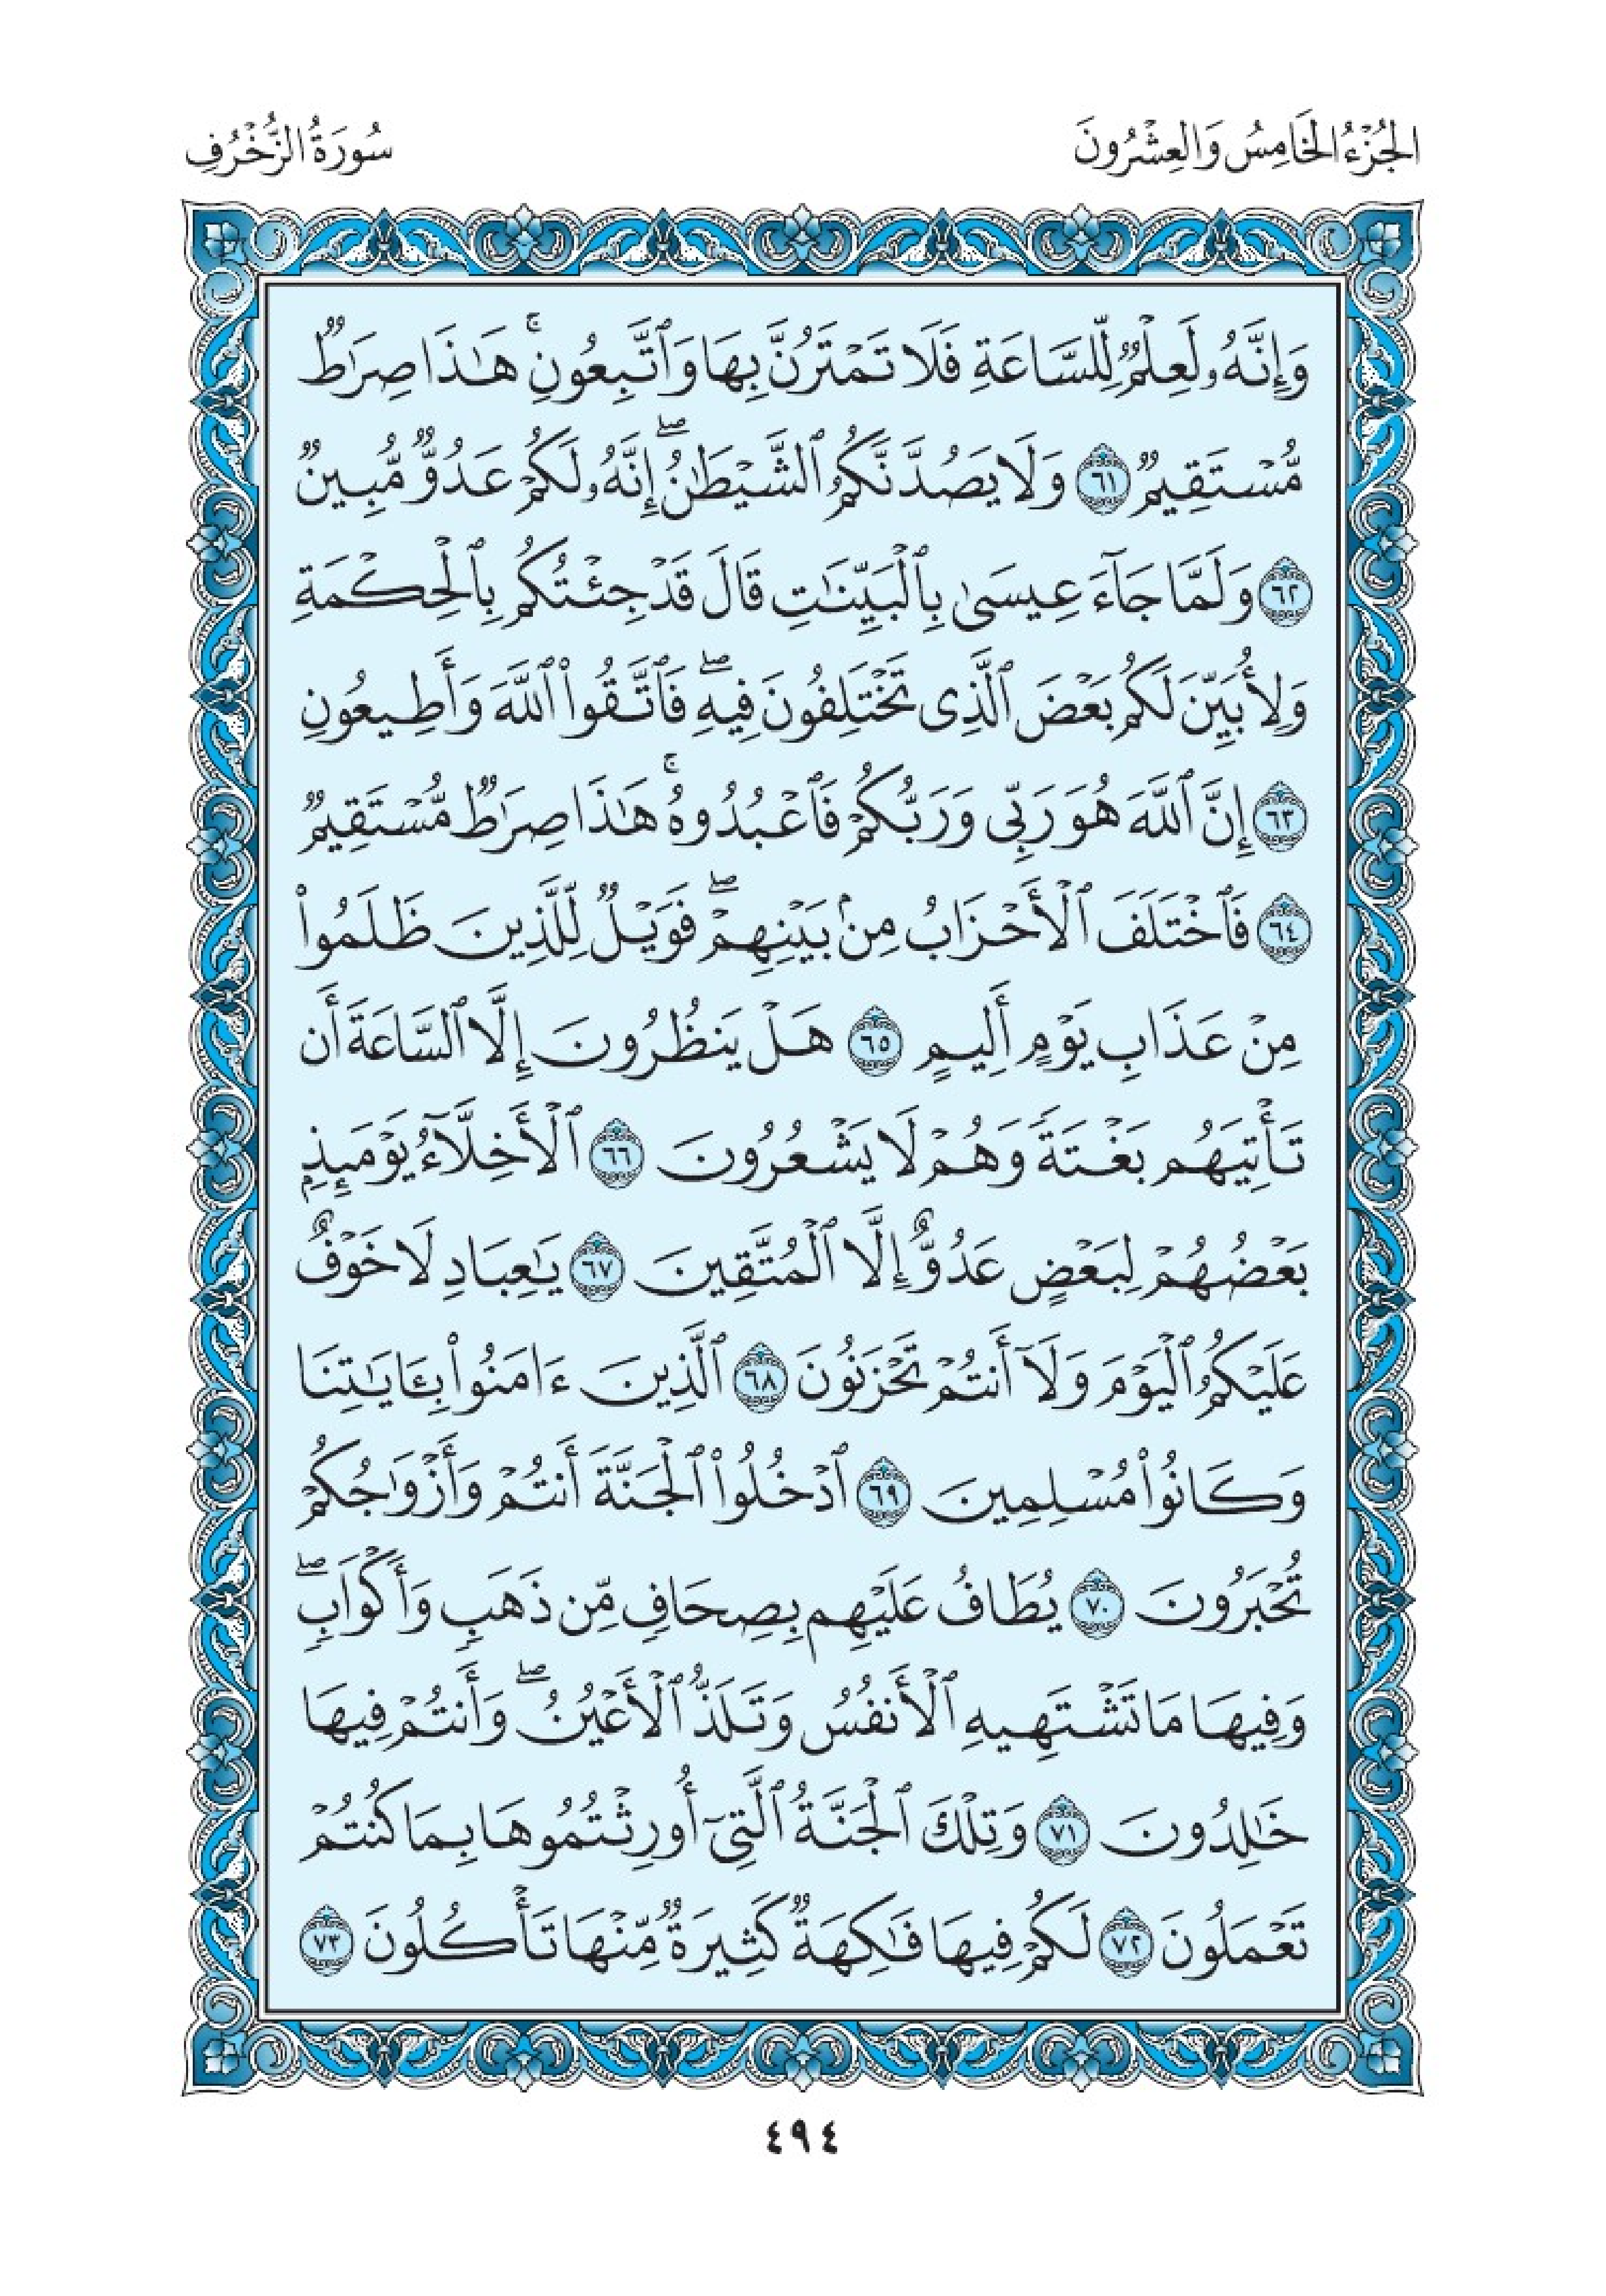 الجُزْءُ الخَامِسُ وَالعِشْرُونَ
سُورَةُ الزُّخْرُفِ
وَإِنَّهُۥ لَعِلْمٌ لِّلسَّاعَةِ فَلَا تَمْتَرُنَّ بِهَا وَٱتَّبِعُونِۚ هَٰذَا صِرَٰطٌ
مُّسْتَقِيمٌ ٦١ وَلَا يَصُدَّنَّكُمُ ٱلشَّيْطَٰنُۖ إِنَّهُۥ لَكُمْ عَدُوٌّ مُّبِينٌ
٦٢ وَلَمَّا جَآءَ عِيسَىٰ بِٱلْبَيِّنَٰتِ قَالَ قَدْ جِئْتُكُم بِٱلْحِكْمَةِ
وَلِأُبَيِّنَ لَكُم بَعْضَ ٱلَّذِى تَخْتَلِفُونَ فِيهِۖ فَٱتَّقُوا۟ ٱللَّهَ وَأَطِيعُونِ
٦٣ إِنَّ ٱللَّهَ هُوَ رَبِّى وَرَبُّكُمْ فَٱعْبُدُوهُۚ هَٰذَا صِرَٰطٌ مُّسْتَقِيمٌ
٦٤ فَٱخْتَلَفَ ٱلْأَحْزَابُ مِنۢ بَيْنِهِمْۖ فَوَيْلٌ لِّلَّذِينَ ظَلَمُوا۟
مِنْ عَذَابِ يَوْمٍ أَلِيمٍ ٦٥ هَلْ يَنظُرُونَ إِلَّا ٱلسَّاعَةَ أَن
تَأْتِيَهُم بَغْتَةً وَهُمْ لَا يَشْعُرُونَ ٦٦ ٱلْأَخِلَّآءُ يَوْمَئِذٍۭ
بَعْضُهُمْ لِبَعْضٍ عَدُوٌّ إِلَّا ٱلْمُتَّقِينَ ٦٧ يَٰعِبَادِ لَا خَوْفٌ
عَلَيْكُمُ ٱلْيَوْمَ وَلَآ أَنتُمْ تَحْزَنُونَ ٦٨ ٱلَّذِينَ ءَامَنُوا۟ بِـَٔايَٰتِنَا
وَكَانُوا۟ مُسْلِمِينَ ٦٩ ٱدْخُلُوا۟ ٱلْجَنَّةَ أَنتُمْ وَأَزْوَٰجُكُمْ
تُحْبَرُونَ ٧٠ يُطَافُ عَلَيْهِم بِصِحَافٍ مِّن ذَهَبٍ وَأَكْوَابٍۖ
وَفِيهَا مَا تَشْتَهِيهِ ٱلْأَنفُسُ وَتَلَذُّ ٱلْأَعْيُنُۖ وَأَنتُمْ فِيهَا
خَٰلِدُونَ ٧١ وَتِلْكَ ٱلْجَنَّةُ ٱلَّتِىٓ أُورِثْتُمُوهَا بِمَا كُنتُمْ
تَعْمَلُونَ ٧٢ لَكُمْ فِيهَا فَٰكِهَةٌ كَثِيرَةٌ مِّنْهَا تَأْكُلُونَ ٧٣
٤٩٤